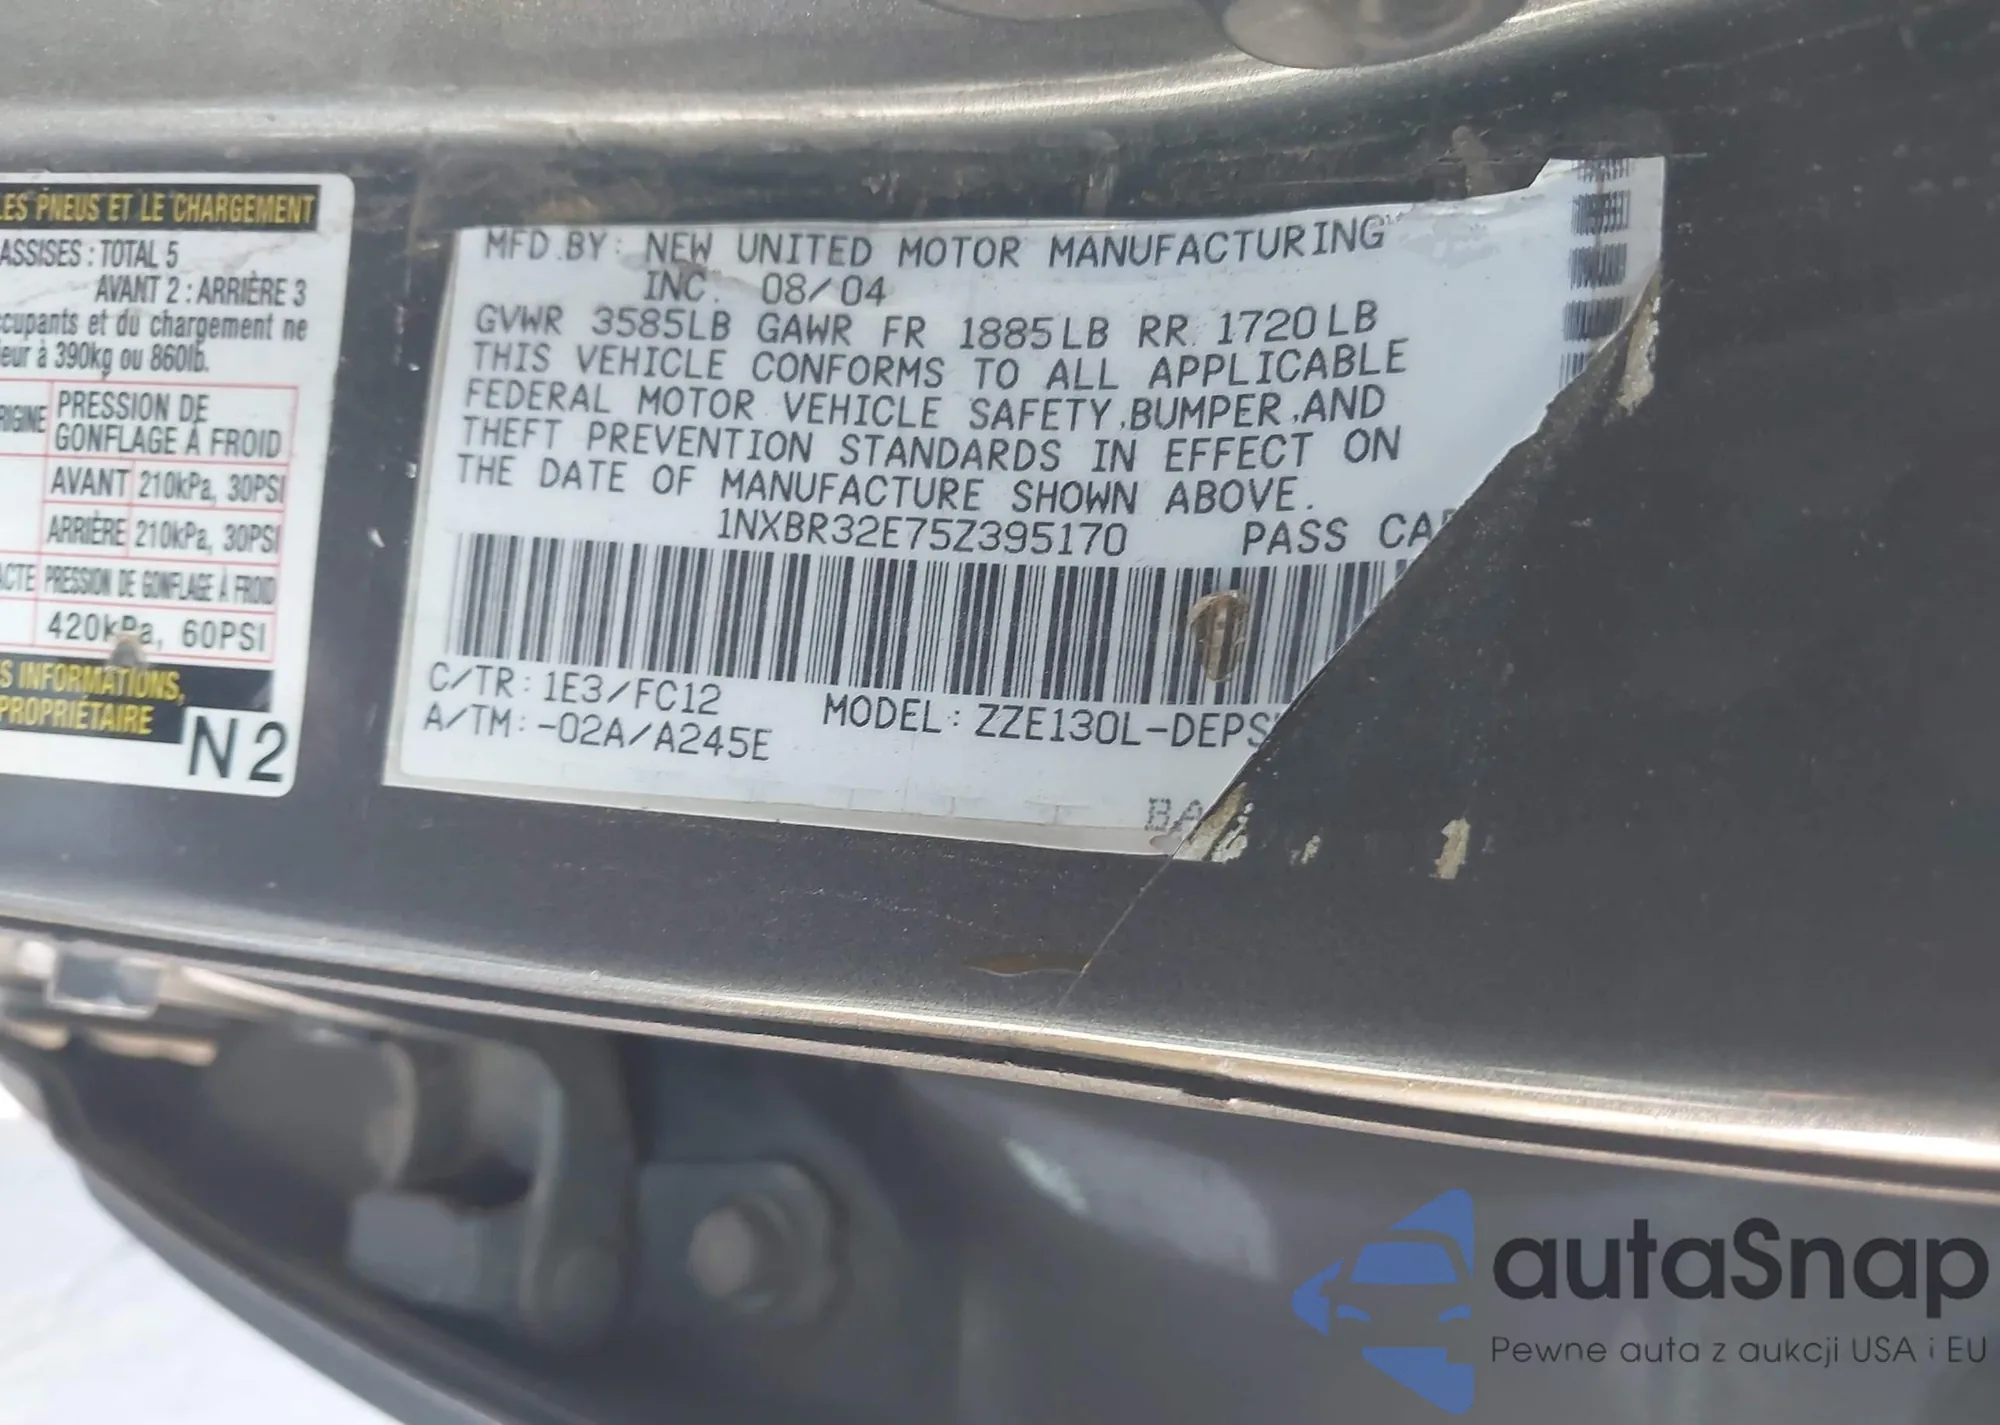 LES PNEUS ET LE CHARGEMENT
ASSISES : TOTAL 5
AVANT 2 : ARRIÈRE 3
ccupants et du chargement ne
eur à 390kg ou 860lb.
RIGINE PRESSION DE
GONFLAGE À FROID
AVANT 210kPa, 30PSI
ARRIÈRE 210kPa, 30PSI
ACTE PRESSION DE GONFLAGE À FROID
420kPa, 60PSI
S INFORMATIONS,
PROPRIÉTAIRE
N2
MFD.BY: NEW UNITED MOTOR MANUFACTURING
INC. 08/04
GVWR 3585LB GAWR FR 1885LB RR 1720LB
THIS VEHICLE CONFORMS TO ALL APPLICABLE
FEDERAL MOTOR VEHICLE SAFETY,BUMPER,AND
THEFT PREVENTION STANDARDS IN EFFECT ON
THE DATE OF MANUFACTURE SHOWN ABOVE.
1NXBR32E75Z395170 PASS CA
C/TR: 1E3/FC12
A/TM: -02A/A245E
MODEL: ZZE130L-DEPS
BA
autaSnap
Pewne auta z aukcji USA i EU